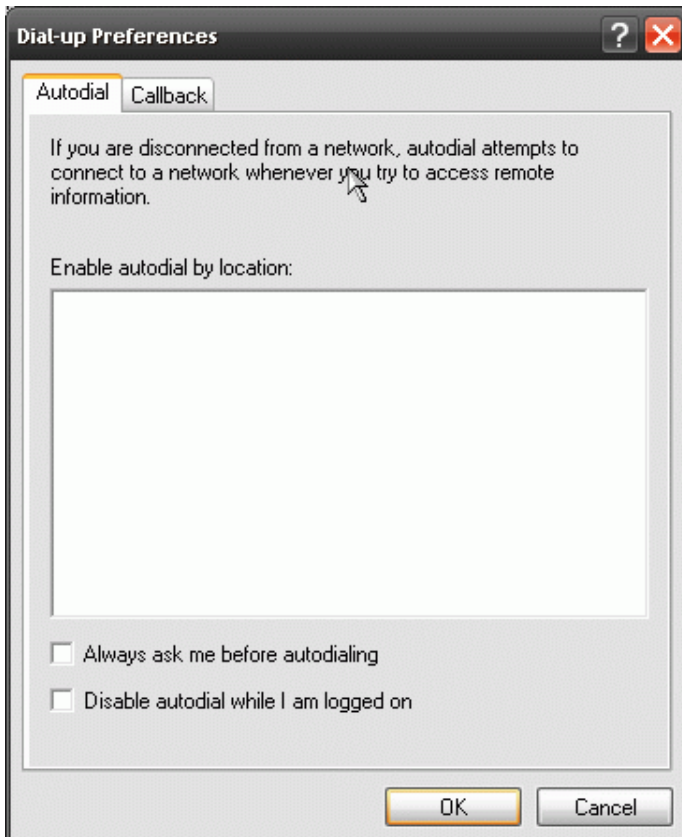 Dial-up Preferences
Autodial
Callback
If you are disconnected from a network, autodial attempts to
connect to a network whenever you try to access remote
information.
Enable autodial by location:
Always ask me before autodialing
Disable autodial while I am logged on
OK
Cancel